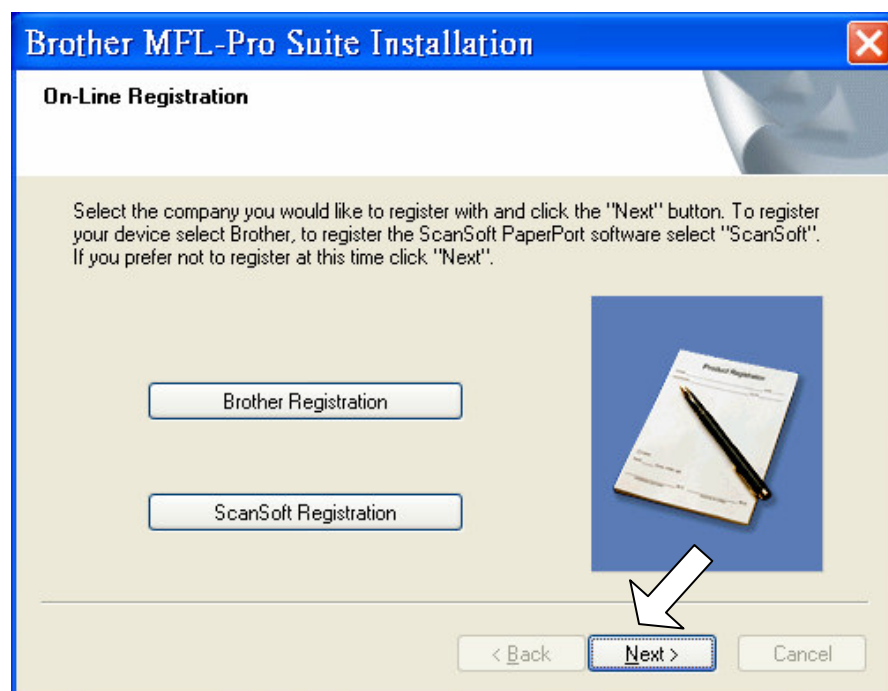 Brother MFL-Pro Suite Installation
On-Line Registration
Select the company you would like to register with and click the "Next" button. To register
your device select Brother, to register the ScanSoft PaperPort software select "ScanSoft".
If you prefer not to register at this time click "Next".
Product Registration
Brother Registration
ScanSoft Registration
< Back
Next >
Cancel